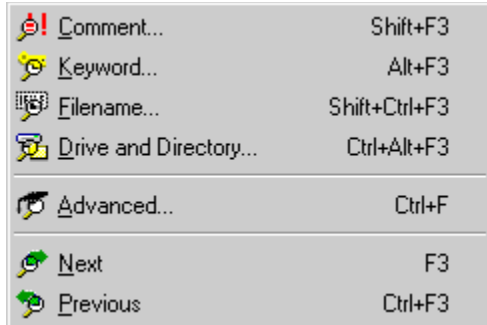 Comment... Shift+F3
Keyword... Alt+F3
Filename... Shift+Ctrl+F3
Drive and Directory... Ctrl+Alt+F3
Advanced... Ctrl+F
Next F3
Previous Ctrl+F3